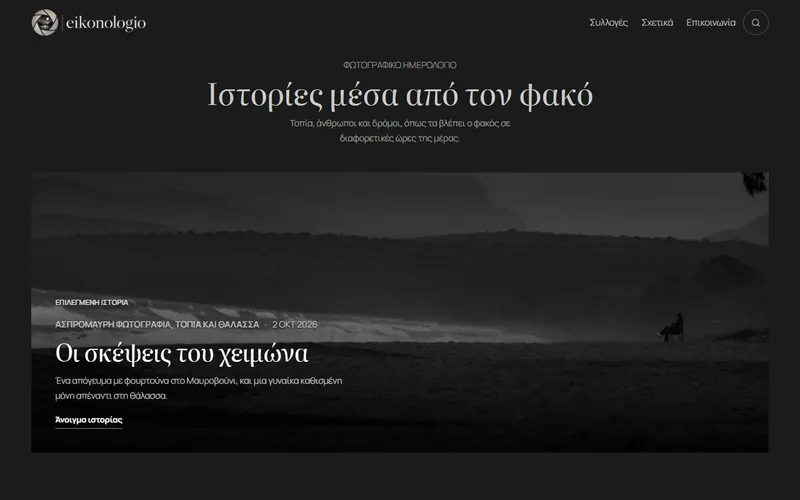 eikonologio
Συλλογές Σχετικά Επικοινωνία
ΦΩΤΟΓΡΑΦΙΚΟ ΗΜΕΡΟΛΟΓΙΟ
Ιστορίες μέσα από τον φακό
Τοπία, άνθρωποι και δρόμοι, όπως τα βλέπει ο φακός σε
διαφορετικές ώρες της μέρας.
ΕΠΙΛΕΓΜΕΝΗ ΙΣΤΟΡΙΑ
ΑΣΠΡΟΜΑΥΡΗ ΦΩΤΟΓΡΑΦΙΑ, ΤΟΠΙΑ ΚΑΙ ΘΑΛΑΣΣΑ · 2 ΟΚΤ 2026
Οι σκέψεις του χειμώνα
Ένα απόγευμα με φουρτούνα στο Μαυροβούνι, και μια γυναίκα καθισμένη
μόνη απέναντι στη θάλασσα.
Άνοιγμα ιστορίας